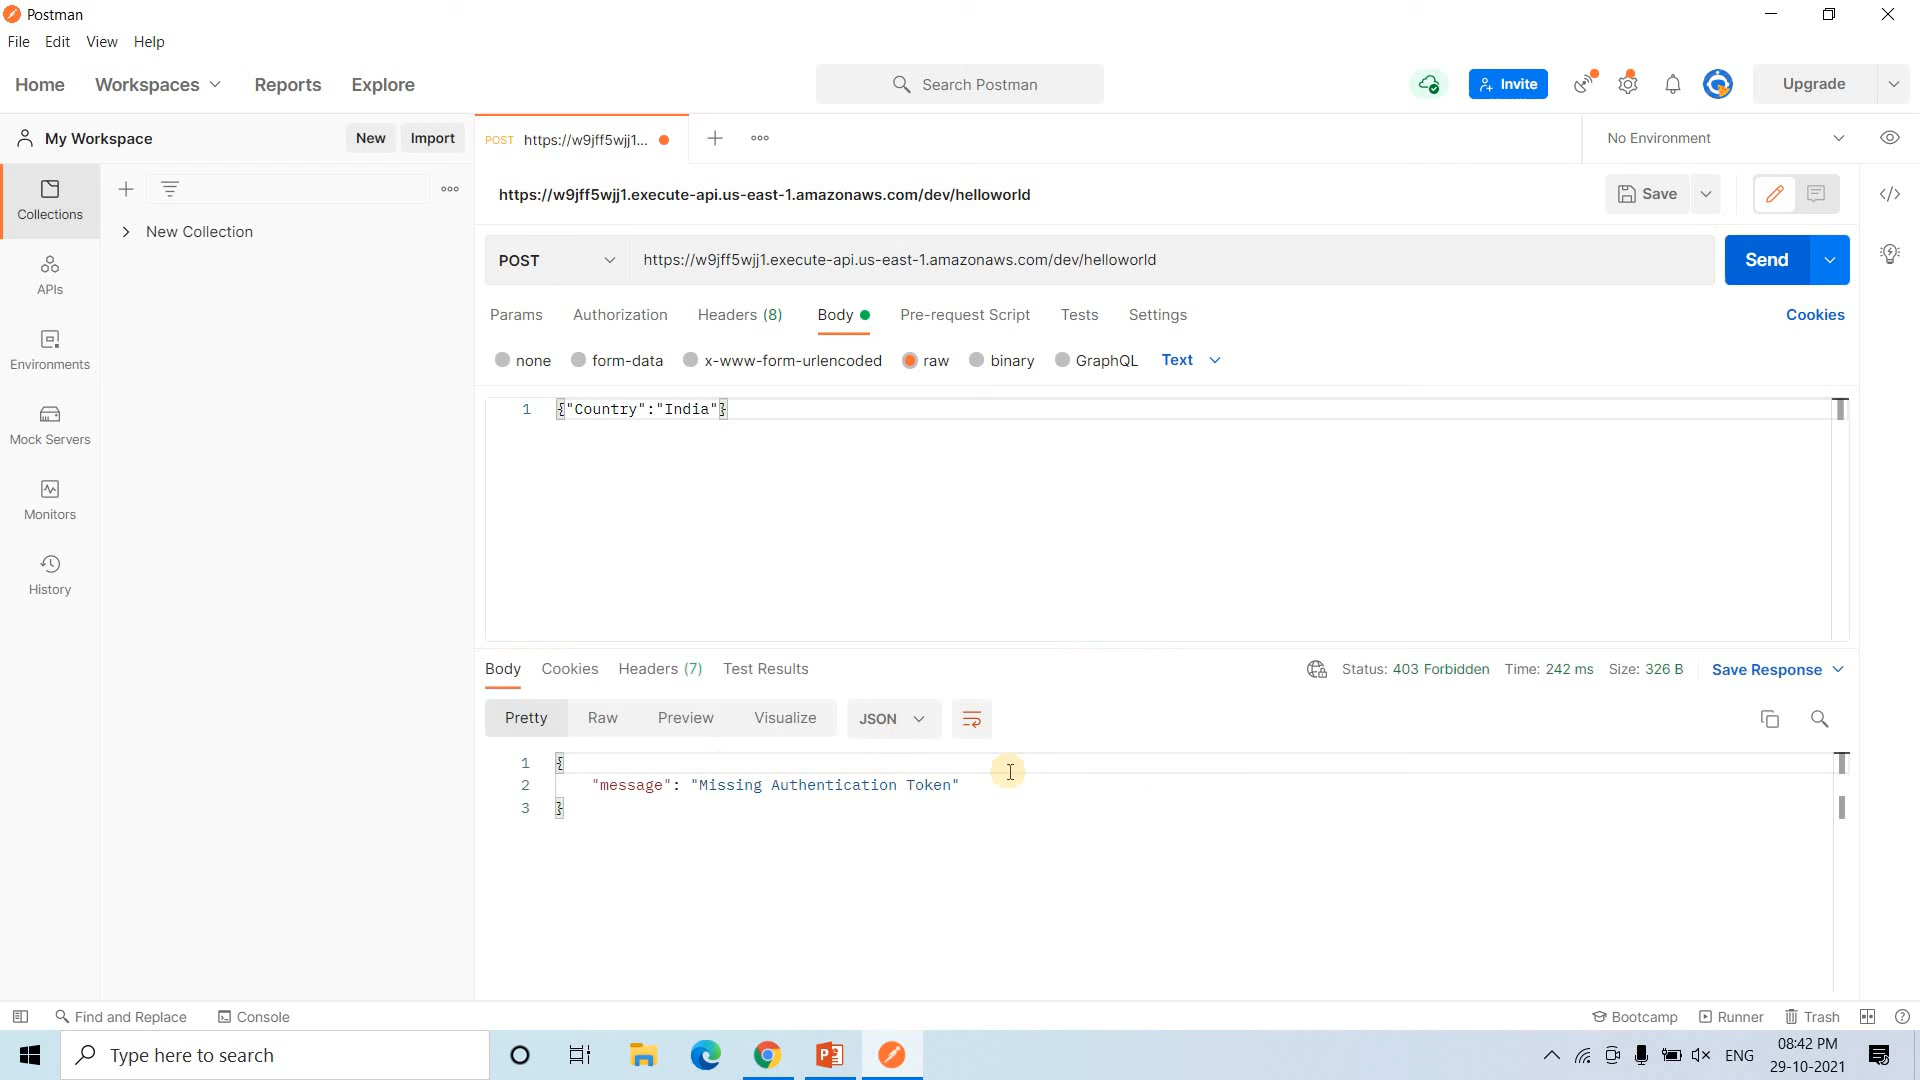 Postman
File Edit View Help
Home Workspaces Reports Explore
Search Postman
Invite
Upgrade
My Workspace
New Import
POST https://w9jff5wjj1...
No Environment
Collections
APIs
Environments
Mock Servers
Monitors
History
New Collection
https://w9jff5wjj1.execute-api.us-east-1.amazonaws.com/dev/helloworld
Save
POST https://w9jff5wjj1.execute-api.us-east-1.amazonaws.com/dev/helloworld
Send
Params Authorization Headers (8) Body Pre-request Script Tests Settings
Cookies
none form-data x-www-form-urlencoded raw binary GraphQL Text
1 {"Country":"India"}
Body Cookies Headers (7) Test Results
Status: 403 Forbidden Time: 242 ms Size: 326 B Save Response
Pretty Raw Preview Visualize JSON
1 {
2 "message": "Missing Authentication Token"
3 }
Find and Replace Console
Bootcamp Runner Trash
Type here to search
ENG
08:42 PM
29-10-2021